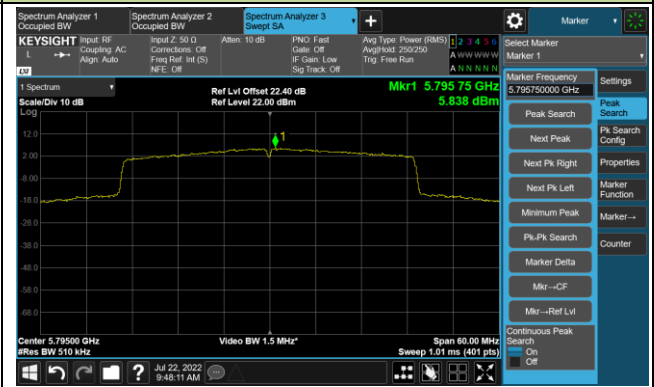 Spectrum Analyzer 1
Occupied BW
Spectrum Analyzer 2
Occupied BW
Spectrum Analyzer 3
Swept SA
Marker
KEYSIGHT
L
Input: RF
Coupling: AC
Align: Auto
Input Z: 50 Ω
Corrections: Off
Freq Ref: Int (S)
NFE: Off
Atten: 10 dB
PNO: Fast
Gate: Off
IF Gain: Low
Sig Track: Off
Avg Type: Power (RMS)
Avg|Hold: 250/250
Trig: Free Run
1 2 3 4 5 6
A W W W W W
A N N N N N
Select Marker
Marker 1
1 Spectrum
Scale/Div 10 dB
Log
Ref Lvl Offset 22.40 dB
Ref Level 22.00 dBm
Mkr1 5.795 75 GHz
5.838 dBm
1
12.0
2.00
-8.00
-18.0
-28.0
-38.0
-48.0
-58.0
-68.0
Center 5.79500 GHz
#Res BW 510 kHz
Video BW 1.5 MHz*
Span 60.00 MHz
Sweep 1.01 ms (401 pts)
Marker Frequency
5.795750000 GHz
Peak Search
Next Peak
Next Pk Right
Next Pk Left
Minimum Peak
Pk-Pk Search
Marker Delta
Mkr→CF
Mkr→Ref Lvl
Continuous Peak
Search
On
Off
Settings
Peak
Search
Pk Search
Config
Properties
Marker
Function
Marker→
Counter
Jul 22, 2022
9:48:11 AM